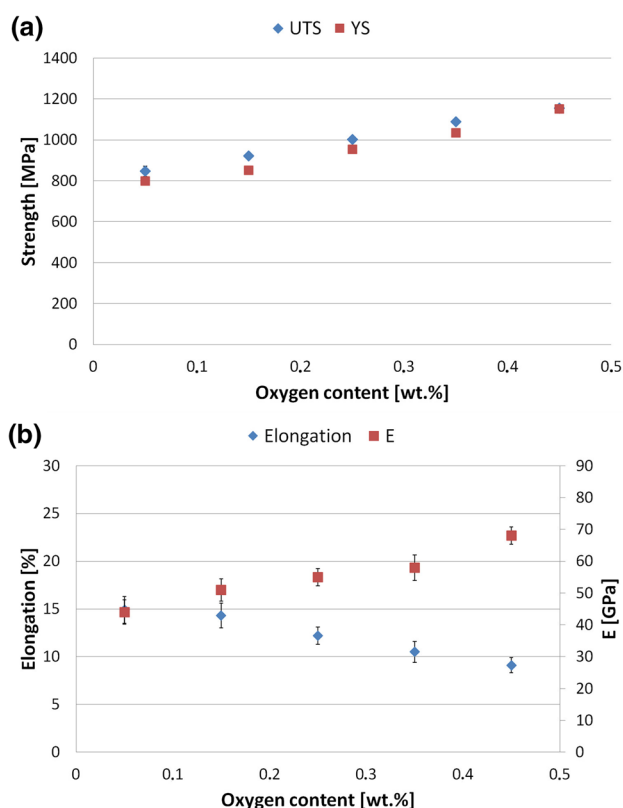 (a)
UTS YS
1400
1200
1000
800
600
400
200
0
Strength [MPa]
0 0.1 0.2 0.3 0.4 0.5
Oxygen content [wt.%]
(b)
Elongation E
30 90
25 80
20 70
15 60
10 50
5 40
0 30
20
10
0
Elongation [%]
E [GPa]
0 0.1 0.2 0.3 0.4 0.5
Oxygen content [wt.%]